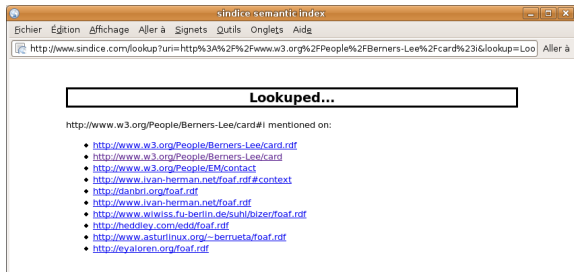 sindice semantic index
Fichier Édition Affichage Aller à Signets Outils Onglets Aide
http://www.sindice.com/lookup?uri=http%3A%2F%2Fwww.w3.org%2FPeople%2FBerners-Lee%2Fcard%23i&lookup=Loo Aller à
Lookuped...
http://www.w3.org/People/Berners-Lee/card#i mentioned on:
http://www.w3.org/People/Berners-Lee/card.rdf
http://www.w3.org/People/Berners-Lee/card
http://www.w3.org/People/EM/contact
http://www.ivan-herman.net/foaf.rdf#context
http://danbri.org/foaf.rdf
http://www.ivan-herman.net/foaf.rdf
http://www.wiwiss.fu-berlin.de/suhl/bizer/foaf.rdf
http://heddley.com/edd/foaf.rdf
http://www.asturlinux.org/~berrueta/foaf.rdf
http://eyaloren.org/foaf.rdf